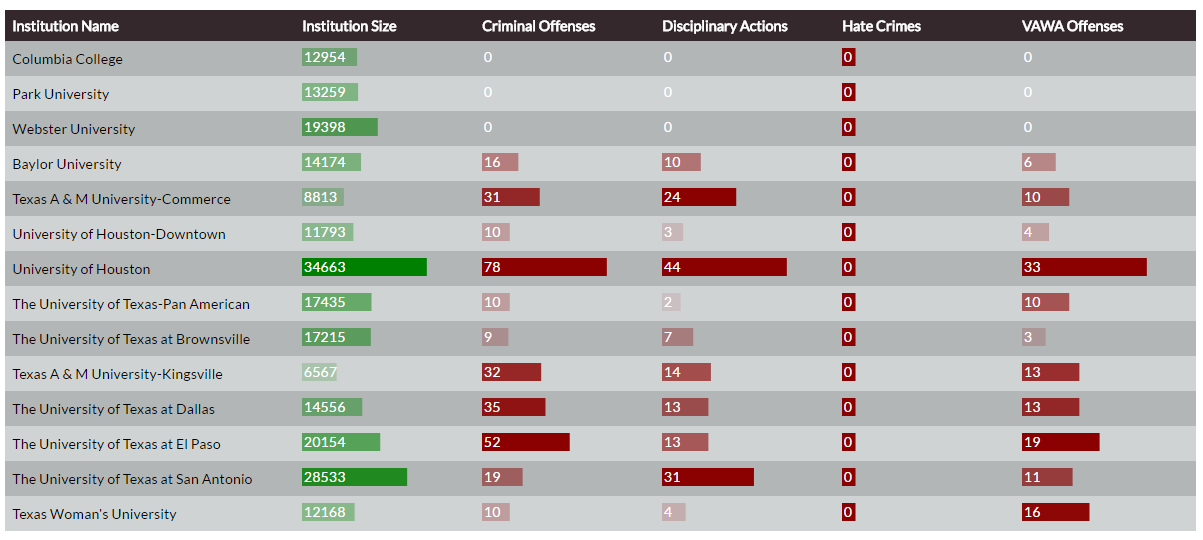 Institution Name Institution Size Criminal Offenses Disciplinary Actions Hate Crimes VAWA Offenses
Columbia College 12954 0 0 0 0
Park University 13259 0 0 0 0
Webster University 19398 0 0 0 0
Baylor University 14174 16 10 0 6
Texas A & M University-Commerce 8813 31 24 0 10
University of Houston-Downtown 11793 10 3 0 4
University of Houston 34663 78 44 0 33
The University of Texas-Pan American 17435 10 2 0 10
The University of Texas at Brownsville 17215 9 7 0 3
Texas A & M University-Kingsville 6567 32 14 0 13
The University of Texas at Dallas 14556 35 13 0 13
The University of Texas at El Paso 20154 52 13 0 19
The University of Texas at San Antonio 28533 19 31 0 11
Texas Woman's University 12168 10 4 0 16